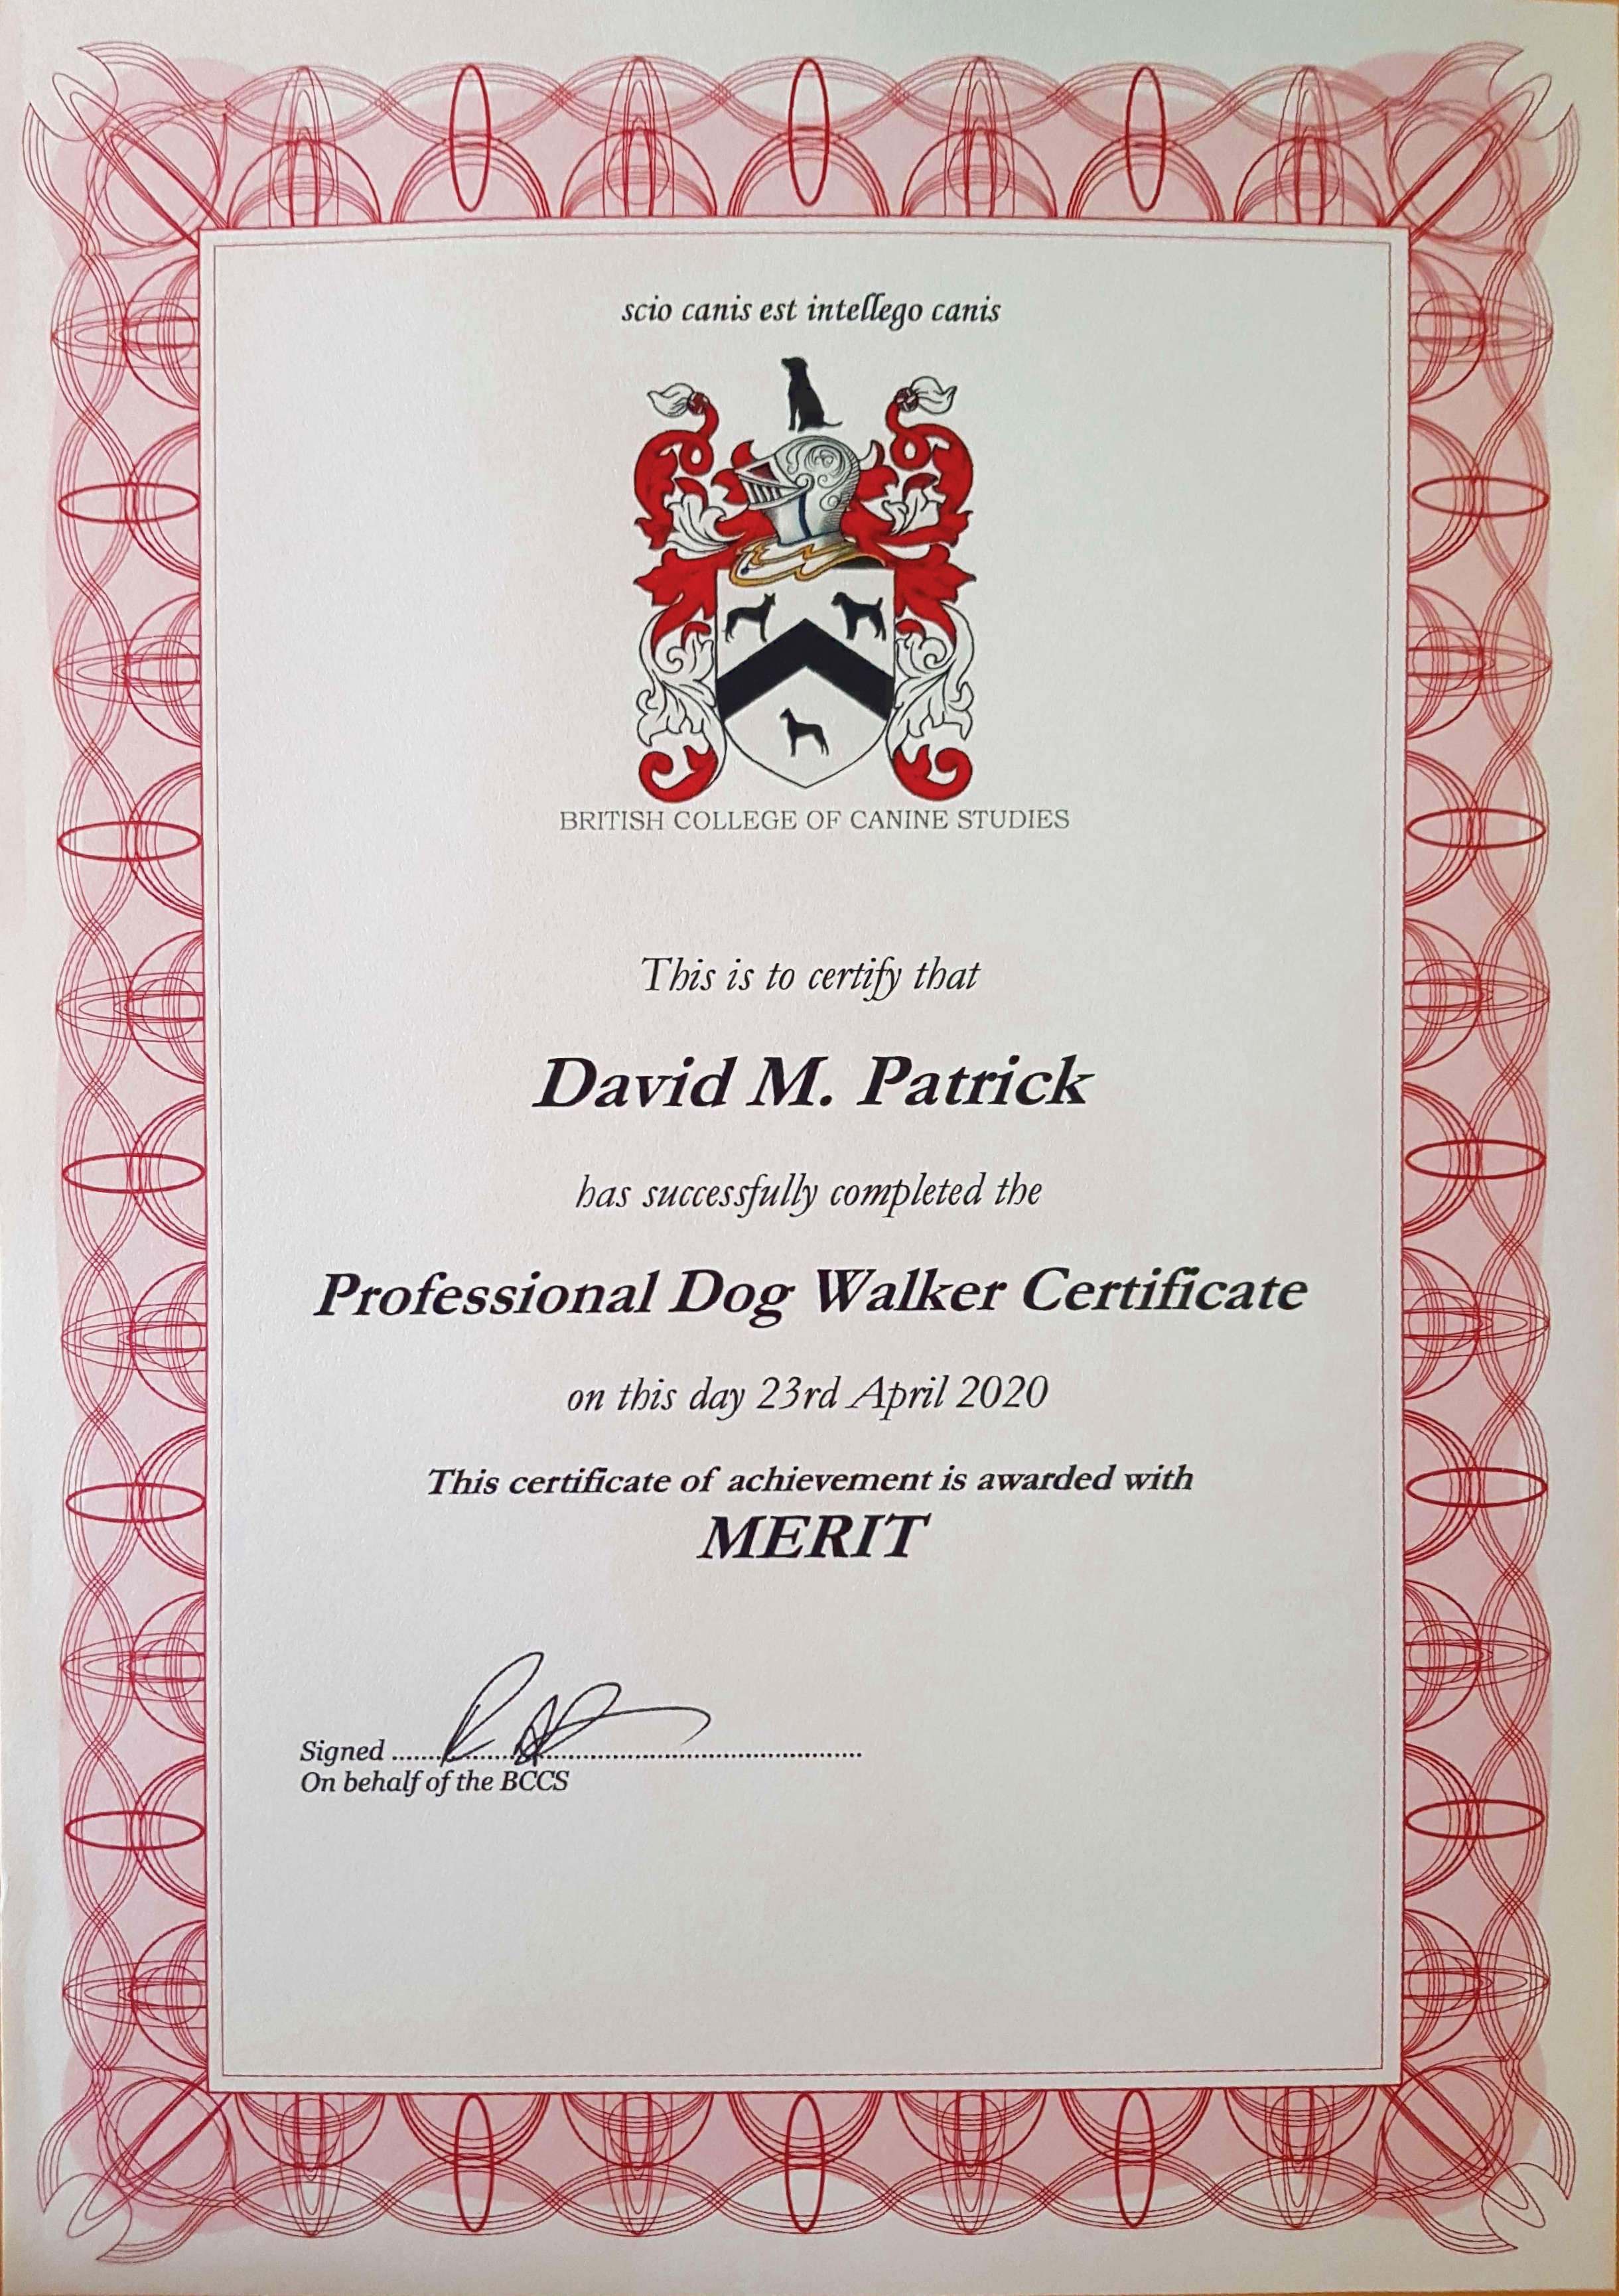 scio canis est intellego canis
BRITISH COLLEGE OF CANINE STUDIES
This is to certify that
David M. Patrick
has successfully completed the
Professional Dog Walker Certificate
on this day 23rd April 2020
This certificate of achievement is awarded with
MERIT
Signed ................................................
On behalf of the BCCS